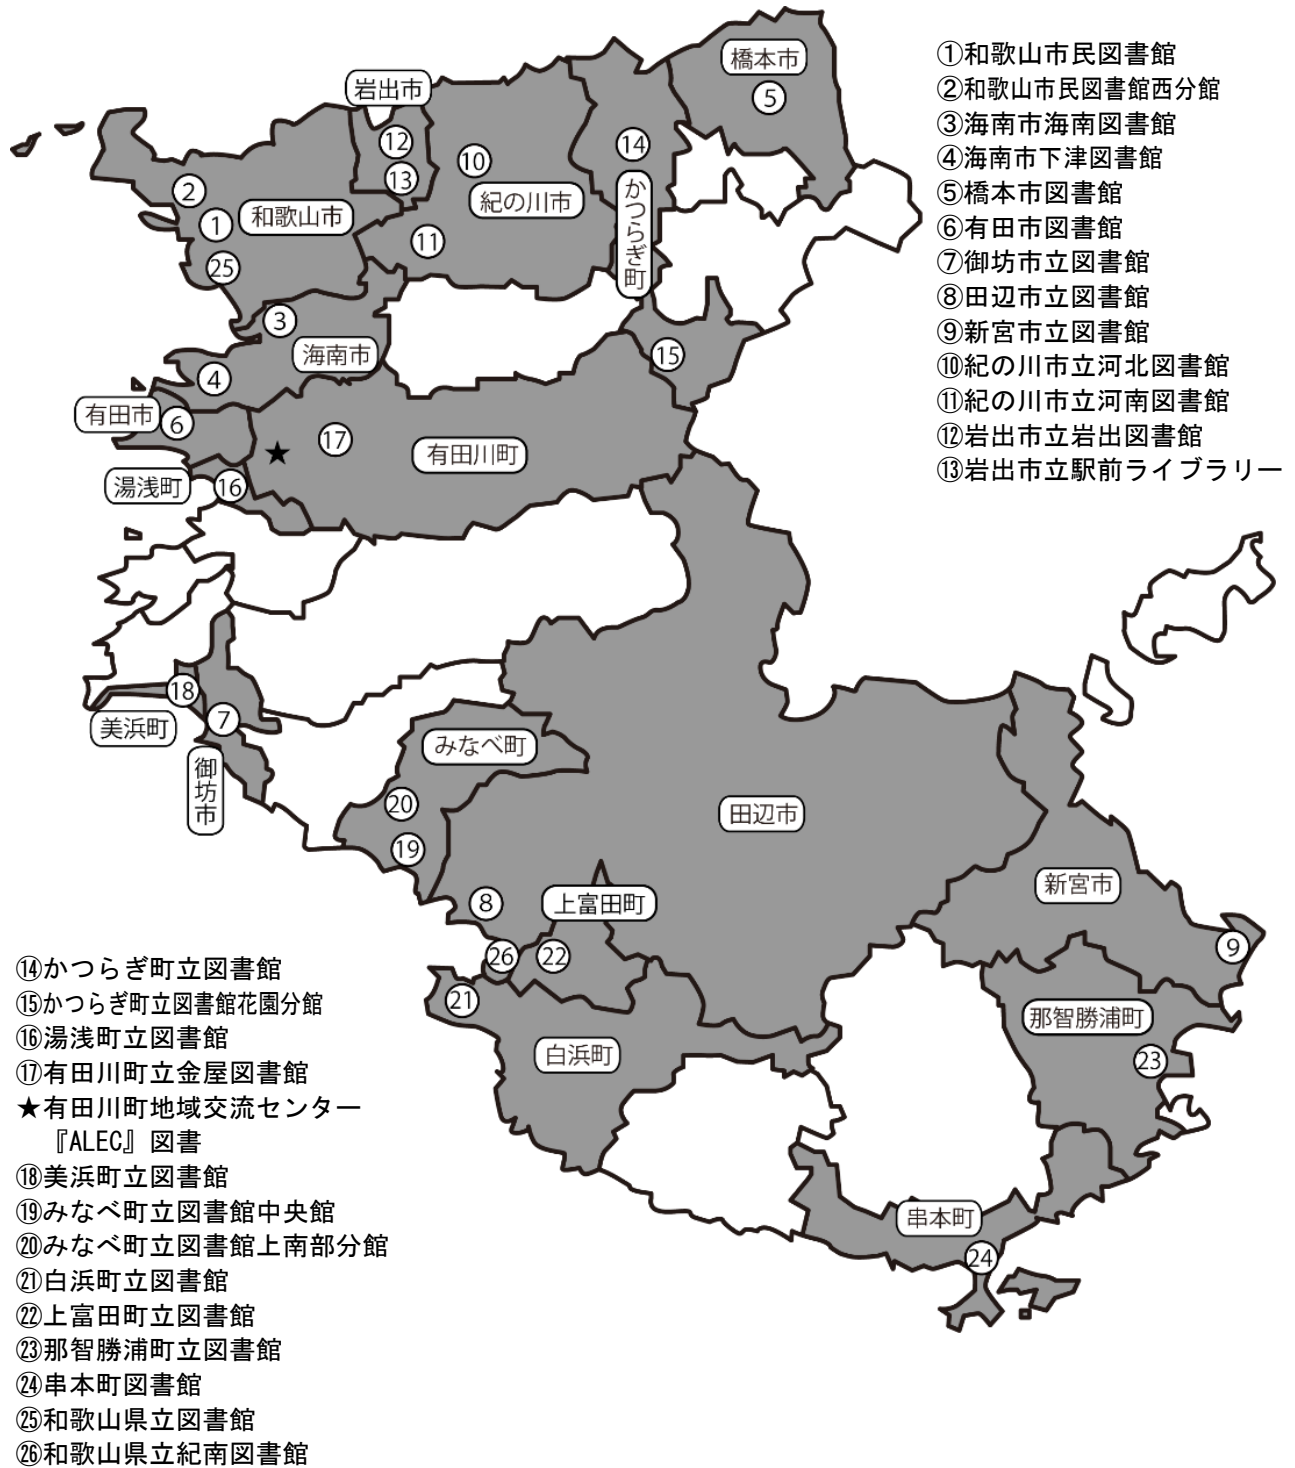 ①和歌山市民図書館
②和歌山市民図書館西分館
③海南市海南図書館
④海南市下津図書館
⑤橋本市図書館
⑥有田市図書館
⑦御坊市立図書館
⑧田辺市立図書館
⑨新宮市立図書館
⑩紀の川市立河北図書館
⑪紀の川市立河南図書館
⑫岩出市立岩出図書館
⑬岩出市立駅前ライブラリー
橋本市
⑤
岩出市
⑫
⑬
⑩
紀の川市
⑪
⑭
かつらぎ町
②
①
和歌山市
㉕
③
海南市
④
⑮
有田市
⑥
★
⑰
有田川町
湯浅町
⑯
⑱
美浜町
⑦
御坊市
みなべ町
⑳
⑲
田辺市
⑧
上富田町
新宮市
⑨
㉖
㉒
㉑
白浜町
那智勝浦町
㉓
串本町
㉔
⑭かつらぎ町立図書館
⑮かつらぎ町立図書館花園分館
⑯湯浅町立図書館
⑰有田川町立金屋図書館
★有田川町地域交流センター
『ALEC』図書
⑱美浜町立図書館
⑲みなべ町立図書館中央館
⑳みなべ町立図書館上南部分館
㉑白浜町立図書館
㉒上富田町立図書館
㉓那智勝浦町立図書館
㉔串本町図書館
㉕和歌山県立図書館
㉖和歌山県立紀南図書館